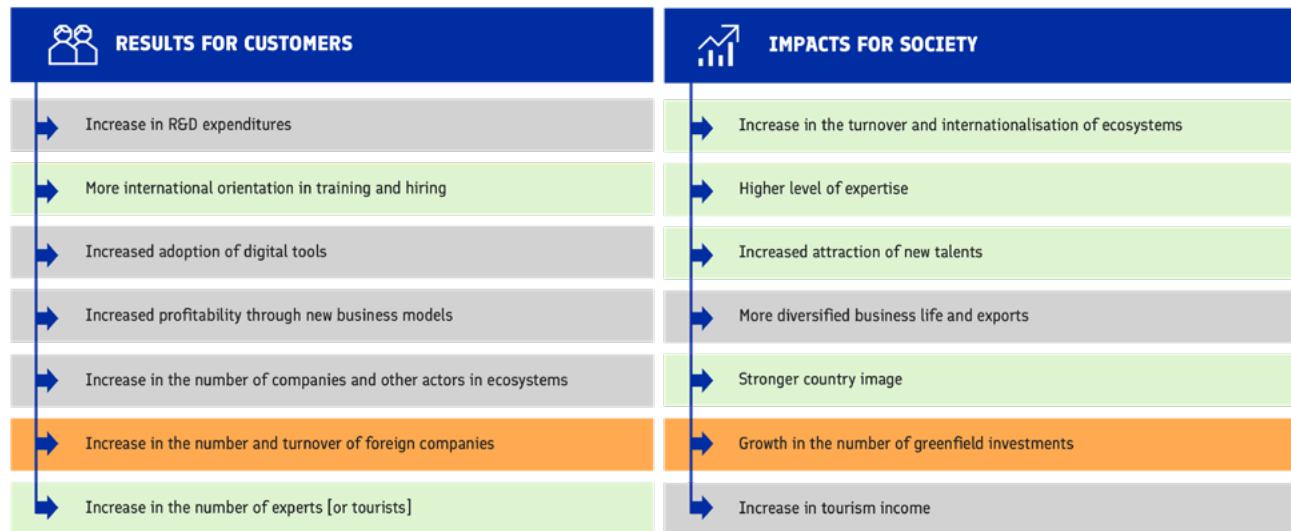 RESULTS FOR CUSTOMERS
Increase in R&D expenditures
More international orientation in training and hiring
Increased adoption of digital tools
Increased profitability through new business models
Increase in the number of companies and other actors in ecosystems
Increase in the number and turnover of foreign companies
Increase in the number of experts [or tourists]
IMPACTS FOR SOCIETY
Increase in the turnover and internationalisation of ecosystems
Higher level of expertise
Increased attraction of new talents
More diversified business life and exports
Stronger country image
Growth in the number of greenfield investments
Increase in tourism income